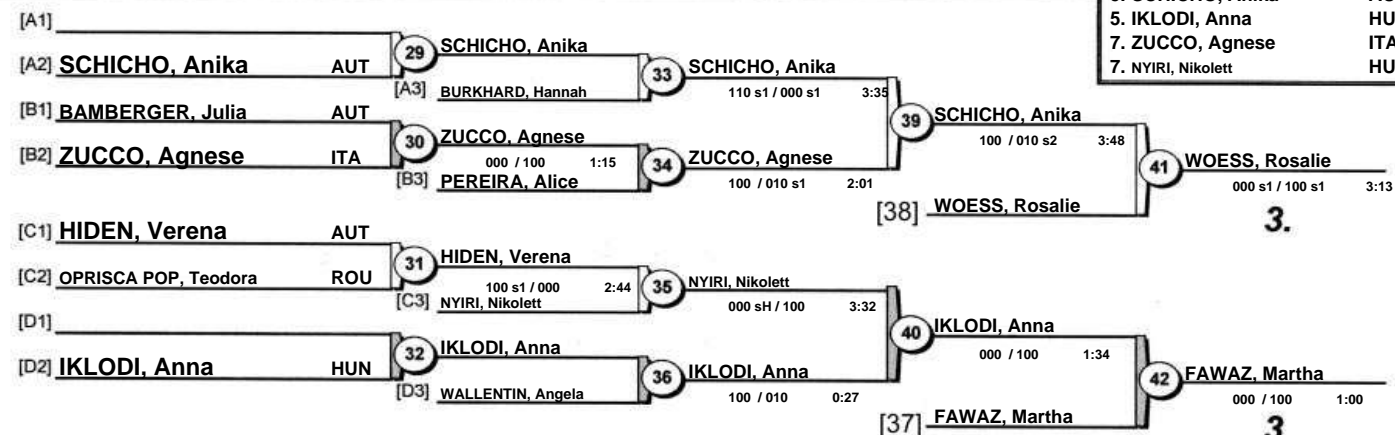 5. IKLODI, Anna HU
7. ZUCCO, Agnese ITA
7. NYIRI, Nikolett HU
[A1]
[A2] SCHICHO, Anika AUT
29 SCHICHO, Anika
[A3] BURKHARD, Hannah
33 SCHICHO, Anika
110 s1 / 000 s1 3:35
[B1] BAMBERGER, Julia AUT
[B2] ZUCCO, Agnese ITA
30 ZUCCO, Agnese
000 / 100 1:15
[B3] PEREIRA, Alice
34 ZUCCO, Agnese
100 / 010 s1 2:01
39 SCHICHO, Anika
100 / 010 s2 3:48
[38] WOESS, Rosalie
41 WOESS, Rosalie
000 s1 / 100 s1 3:13
3.
[C1] HIDEN, Verena AUT
[C2] OPRISCA POP, Teodora ROU
31 HIDEN, Verena
100 s1 / 000 2:44
[C3] NYIRI, Nikolett
35 NYIRI, Nikolett
000 sH / 100 3:32
[D1]
[D2] IKLODI, Anna HUN
32 IKLODI, Anna
[D3] WALLENTIN, Angela
36 IKLODI, Anna
100 / 010 0:27
40 IKLODI, Anna
000 / 100 1:34
[37] FAWAZ, Martha
42 FAWAZ, Martha
000 / 100 1:00
3